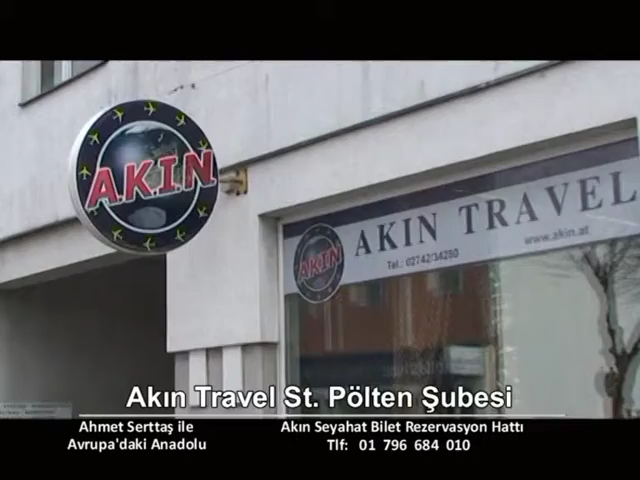 A.K.I.N
AKIN
AKIN TRAVEL
Tel.: 02742/34280
www.akin.at
Akın Travel St. Pölten Şubesi
Ahmet Serttaş ile
Avrupa'daki Anadolu
Akın Seyahat Bilet Rezervasyon Hattı
Tlf: 01 796 684 010